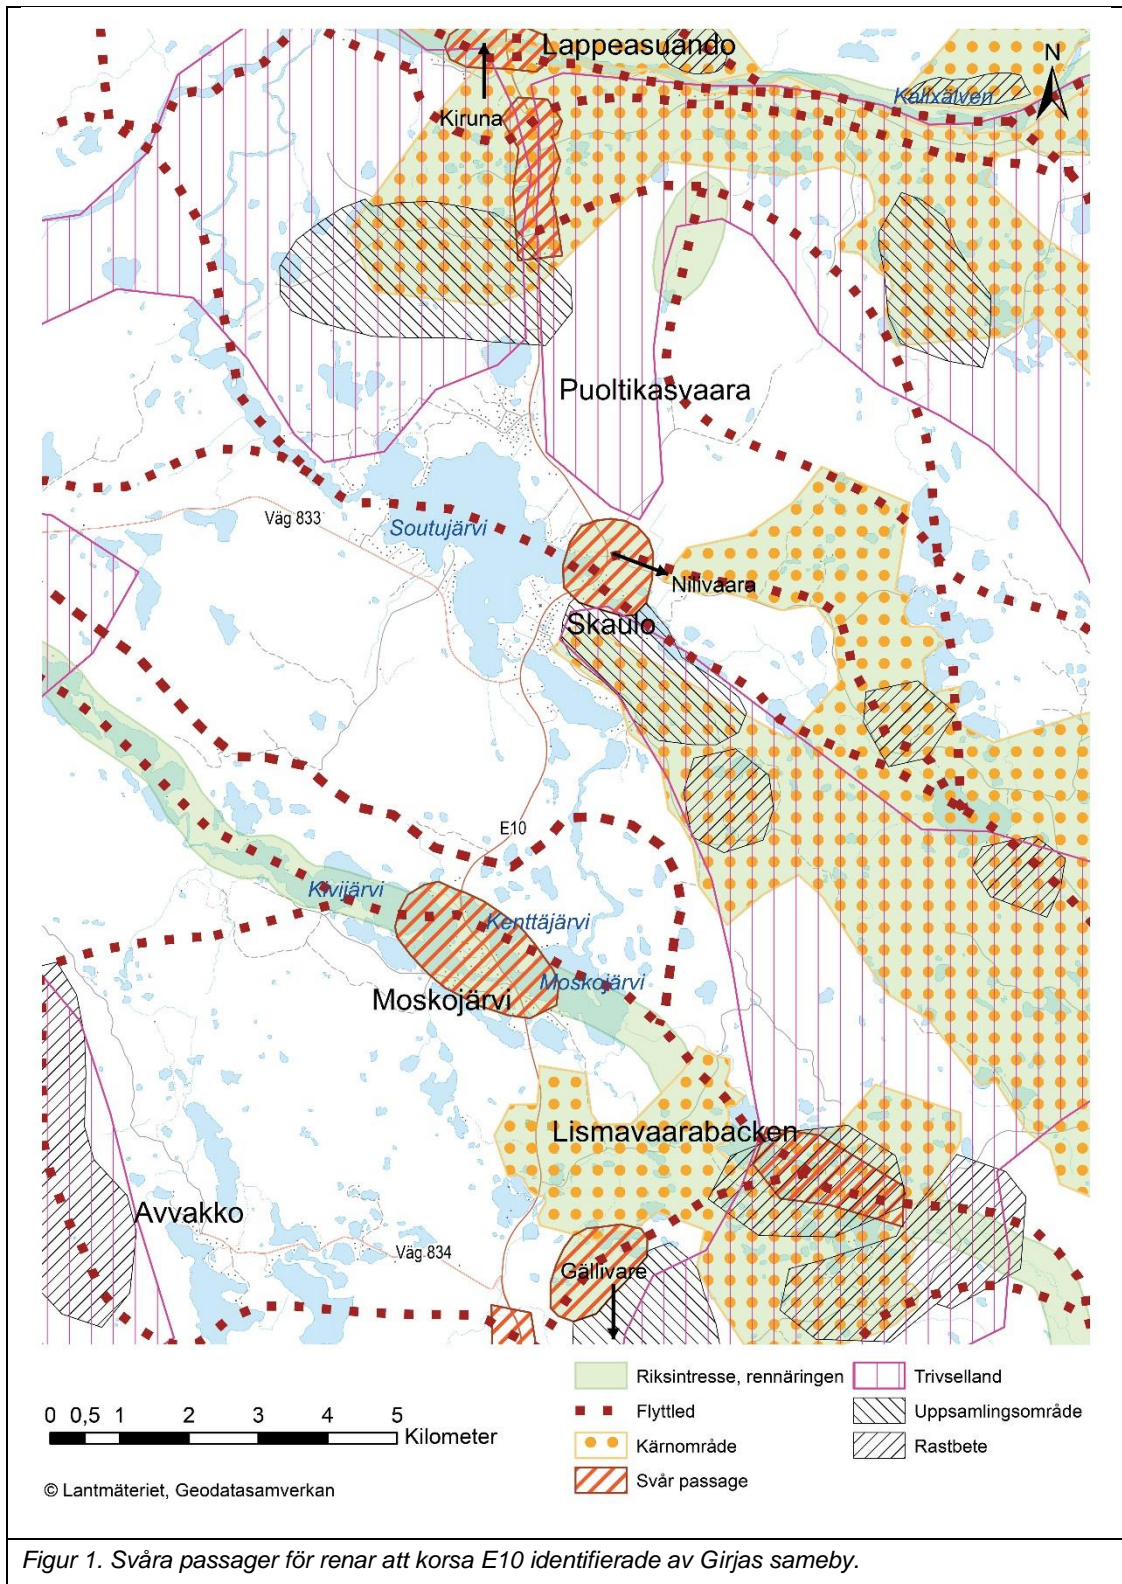 Lappeasuando
N
Kalixälven
Kiruna
Puoltikasvaara
Väg 833
Soutujärvi
Nilivaara
Skaulo
E10
Kivijärvi
Kenttäjärvi
Moskojärvi
Moskojärvi
Lismavaarabäcken
Avvakko
Väg 834
Gällivare
Riksintresse, rennäringen
Trivselland
Flyttled
Uppsamlingsområde
Kärnområde
Rastbete
Svår passage
0 0,5 1 2 3 4 5
Kilometer
© Lantmäteriet, Geodatasamverkan
Figur 1. Svåra passager för renar att korsa E10 identifierade av Girjas sameby.